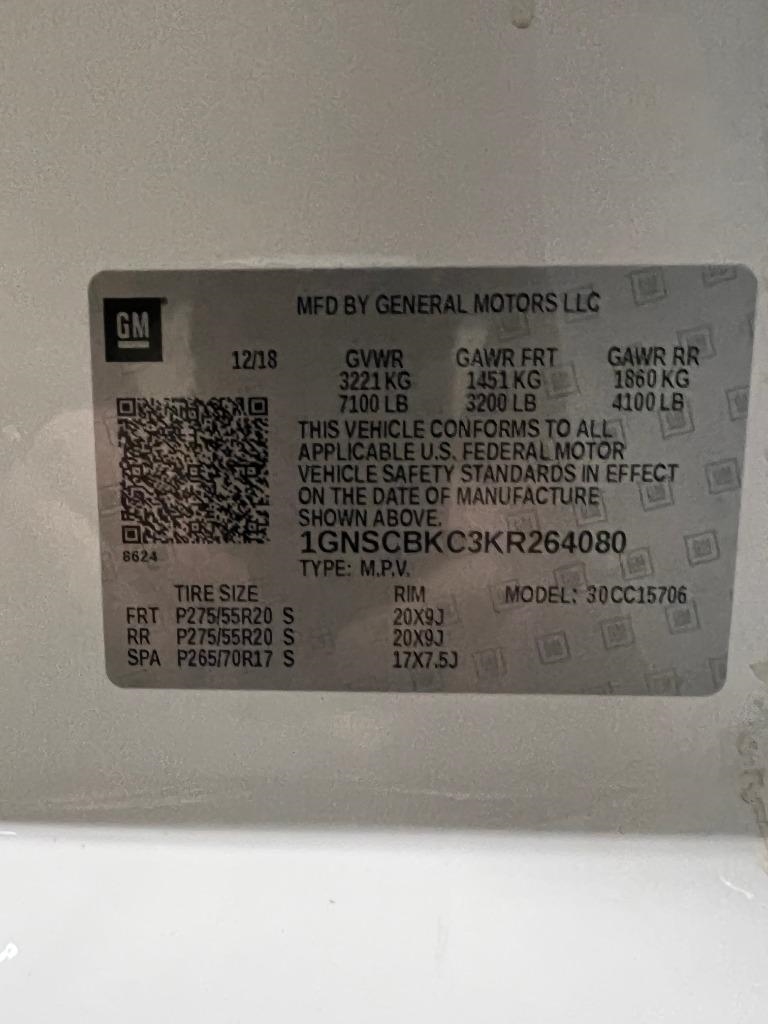 GM
MFD BY GENERAL MOTORS LLC
12/18 GVWR GAWR FRT GAWR RR
3221 KG 1451 KG 1860 KG
7100 LB 3200 LB 4100 LB
THIS VEHICLE CONFORMS TO ALL
APPLICABLE U.S. FEDERAL MOTOR
VEHICLE SAFETY STANDARDS IN EFFECT
ON THE DATE OF MANUFACTURE
SHOWN ABOVE.
8624
1GNSCBKC3KR264080
TYPE: M.P.V.
TIRE SIZE RIM MODEL: 30CC15706
FRT P275/55R20 S 20X9J
RR P275/55R20 S 20X9J
SPA P265/70R17 S 17X7.5J